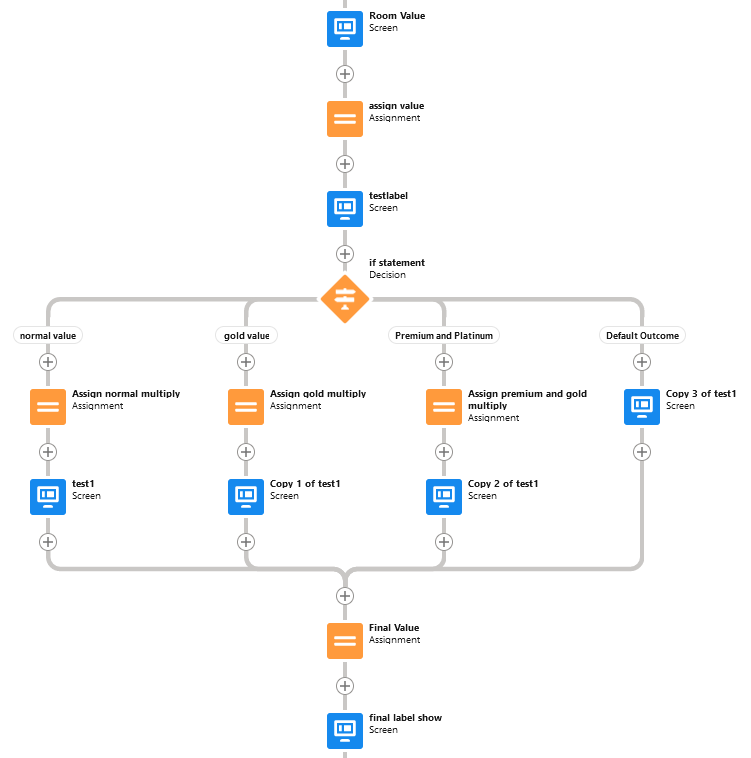 Room Value
Screen
assign value
Assignment
testlabel
Screen
if statement
Decision
normal value
gold value
Premium and Platinum
Default Outcome
Assign normal multiply
Assignment
Assign gold multiply
Assignment
Assign premium and gold
multiply
Assignment
Copy 3 of test1
Screen
test1
Screen
Copy 1 of test1
Screen
Copy 2 of test1
Screen
Final Value
Assignment
final label show
Screen